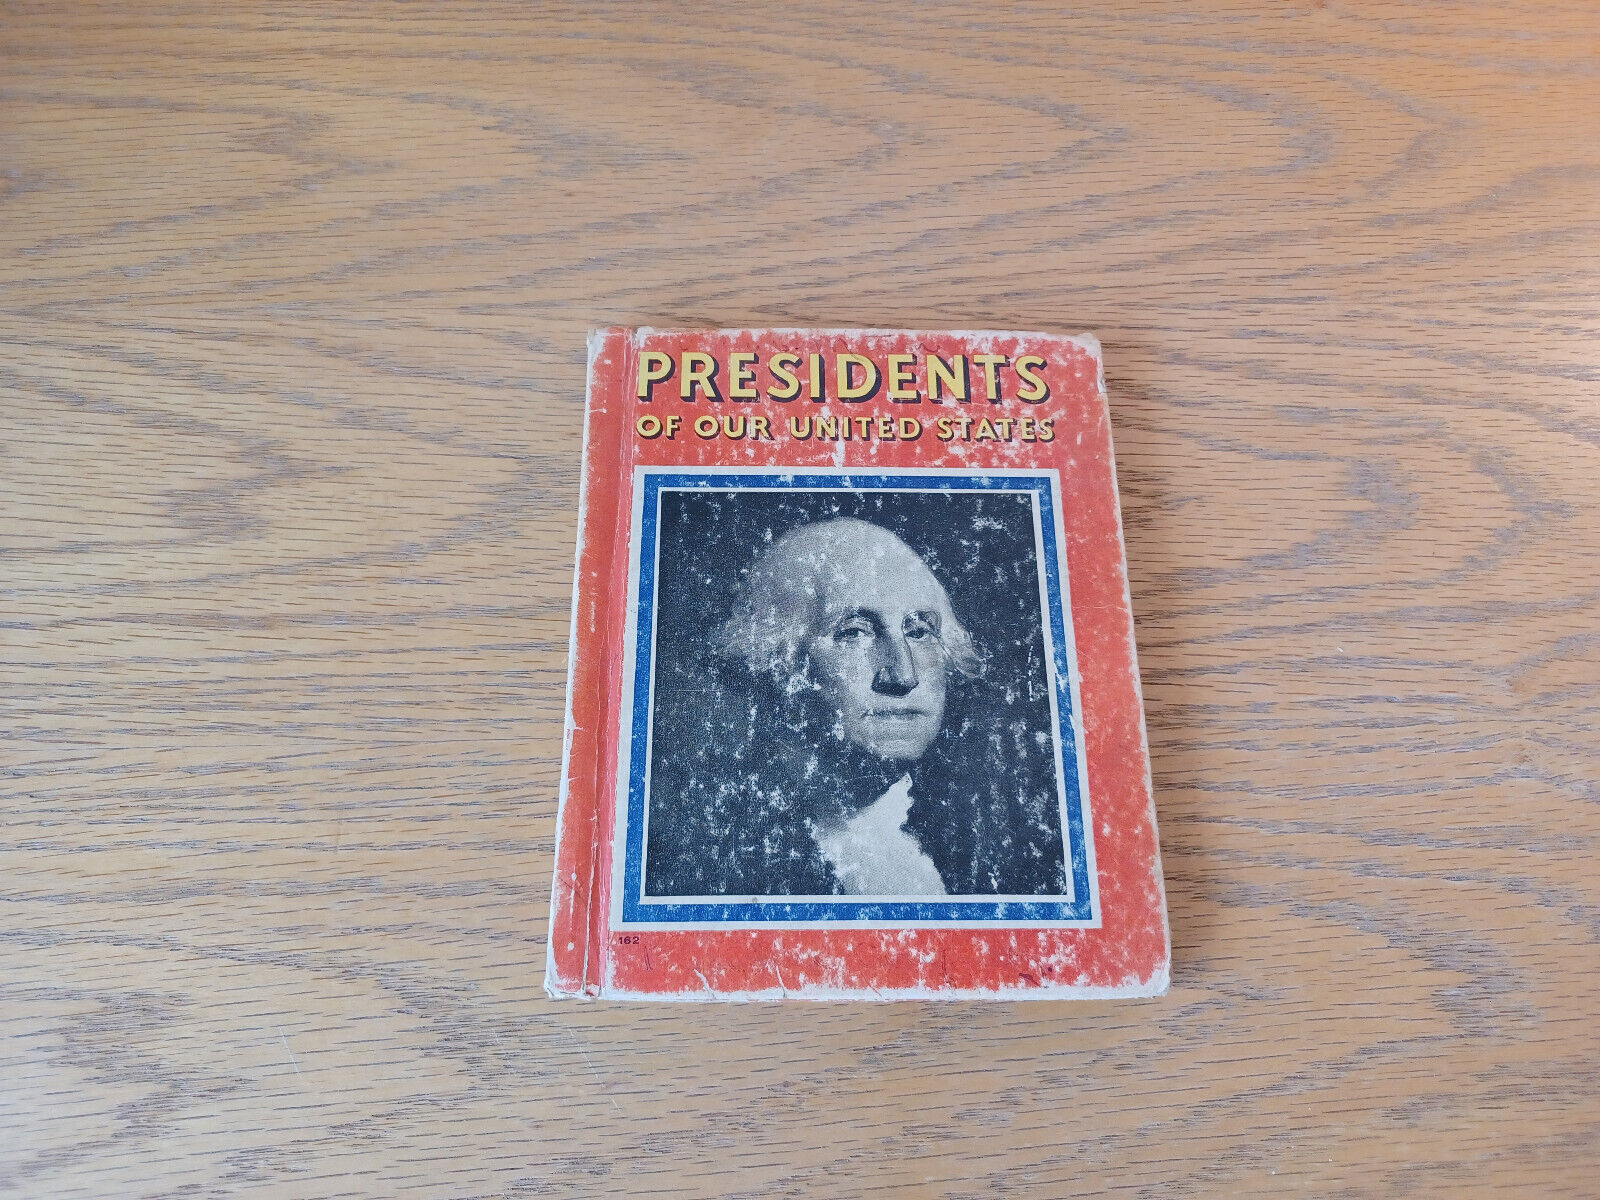 PRESIDENTS
OF OUR UNITED STATES
162